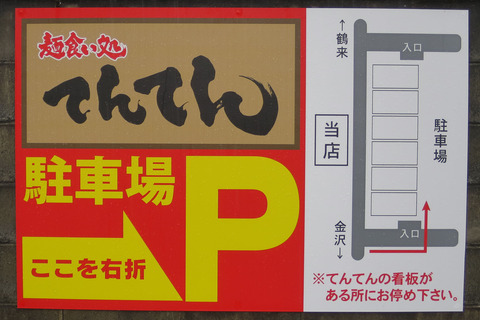 麺食い処
てんてん
駐車場
P
ここを右折
↑鶴来
入口
当店
駐車場
金沢↓
入口
※てんてんの看板が
ある所にお停め下さい。